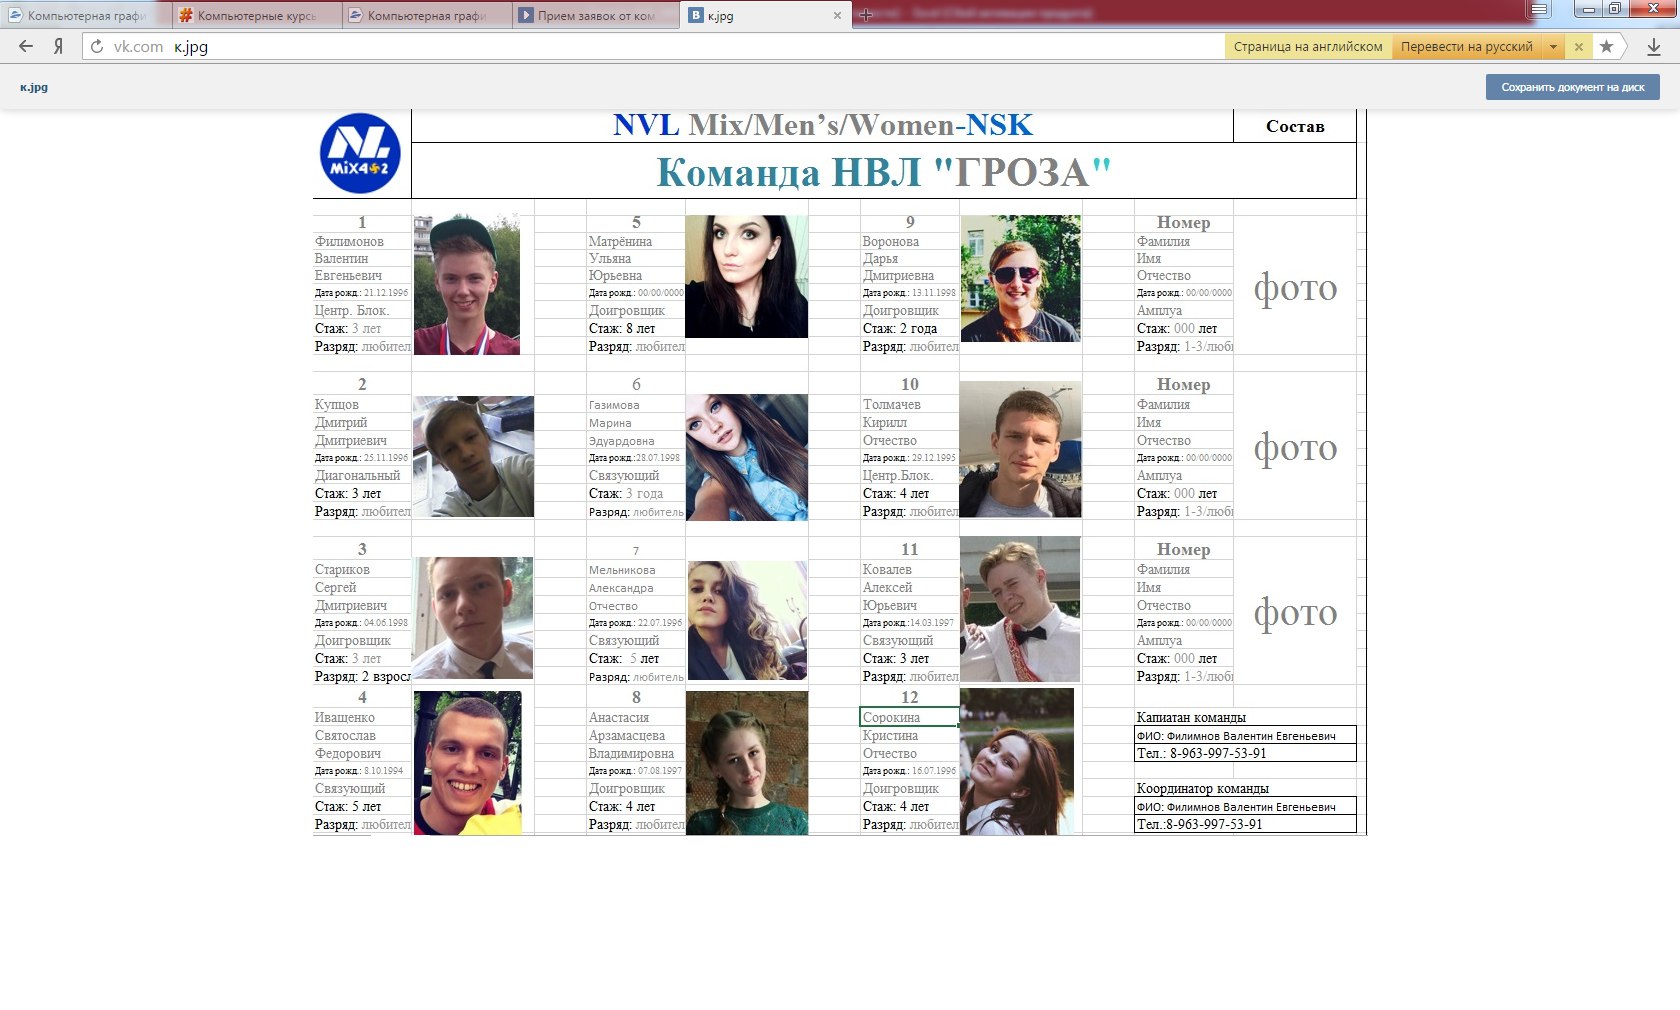 Компьютерная графи
Компьютерные курсы
Компьютерная графи
Прием заявок от ком
к.jpg
vk.com к.jpg
Страница на английском
Перевести на русский
к.jpg
Сохранить документ на диск
NL
MiX4 2
NVL Mix/Men’s/Women-NSK
Состав
Команда НВЛ "ГРОЗА"
1
Филимонов
Валентин
Евгеньевич
Дата рожд.: 21.12.1996
Центр. Блок.
Стаж: 3 лет
Разряд: любител
5
Матрёнина
Ульяна
Юрьевна
Дата рожд.: 00/00/0000
Доигровщик
Стаж: 8 лет
Разряд: любител
9
Воронова
Дарья
Дмитриевна
Дата рожд.: 13.11.1998
Доигровщик
Стаж: 2 года
Разряд: любител
Номер
Фамилия
Имя
Отчество
Дата рожд.: 00/00/0000
Амплуа
Стаж: 000 лет
Разряд: 1-3/люби
фото
2
Купцов
Дмитрий
Дмитриевич
Дата рожд.: 25.11.1996
Диагональный
Стаж: 3 лет
Разряд: любител
6
Газимова
Марина
Эдуардовна
Дата рожд.:28.07.1998
Связующий
Стаж: 3 года
Разряд: любитель
10
Толмачев
Кирилл
Отчество
Дата рожд.: 29.12.1995
Центр.Блок.
Стаж: 4 лет
Разряд: любител
Номер
Фамилия
Имя
Отчество
Дата рожд.: 00/00/0000
Амплуа
Стаж: 000 лет
Разряд: 1-3/люби
фото
3
Стариков
Сергей
Дмитриевич
Дата рожд.: 04.06.1998
Доигровщик
Стаж: 3 лет
Разряд: 2 взросл
7
Мельникова
Александра
Отчество
Дата рожд.: 22.07.1996
Связующий
Стаж: 5 лет
Разряд: любитель
11
Ковалев
Алексей
Юрьевич
Дата рожд.:14.03.1997
Связующий
Стаж: 3 лет
Разряд: любител
Номер
Фамилия
Имя
Отчество
Дата рожд.: 00/00/0000
Амплуа
Стаж: 000 лет
Разряд: 1-3/люби
фото
4
Иващенко
Святослав
Федорович
Дата рожд.: 8.10.1994
Связующий
Стаж: 5 лет
Разряд: любител
8
Анастасия
Арзамасцева
Владимировна
Дата рожд.: 07.08.1997
Доигровщик
Стаж: 4 лет
Разряд: любител
12
Сорокина
Кристина
Отчество
Дата рожд.: 16.07.1996
Доигровщик
Стаж: 4 лет
Разряд: любител
Капиатан команды
ФИО: Филимнов Валентин Евгеньевич
Тел.: 8-963-997-53-91
Координатор команды
ФИО: Филимнов Валентин Евгеньевич
Тел.:8-963-997-53-91